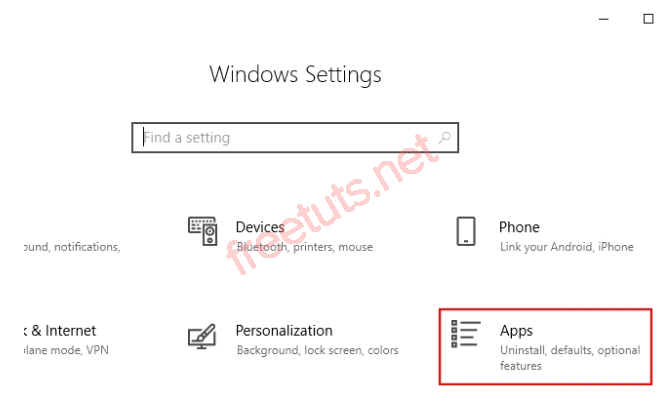 Windows Settings
Find a setting
Devices
Bluetooth, printers, mouse
Phone
Link your Android, iPhone
ound, notifications,
k & Internet
lane mode, VPN
Personalization
Background, lock screen, colors
Apps
Uninstall, defaults, optional
features
freetuts.net